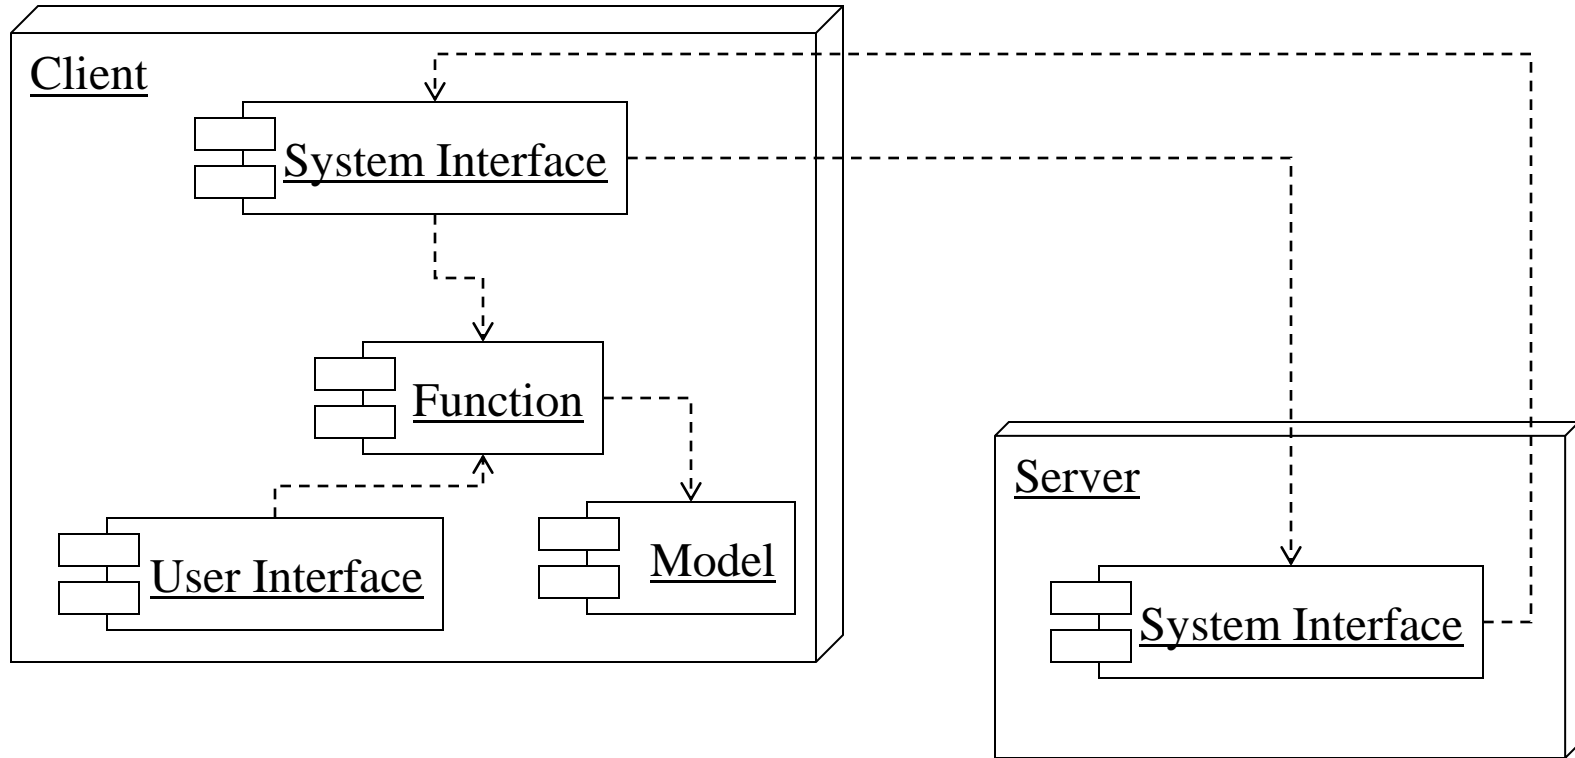 Client
System Interface
Function
Server
User Interface
Model
System Interface